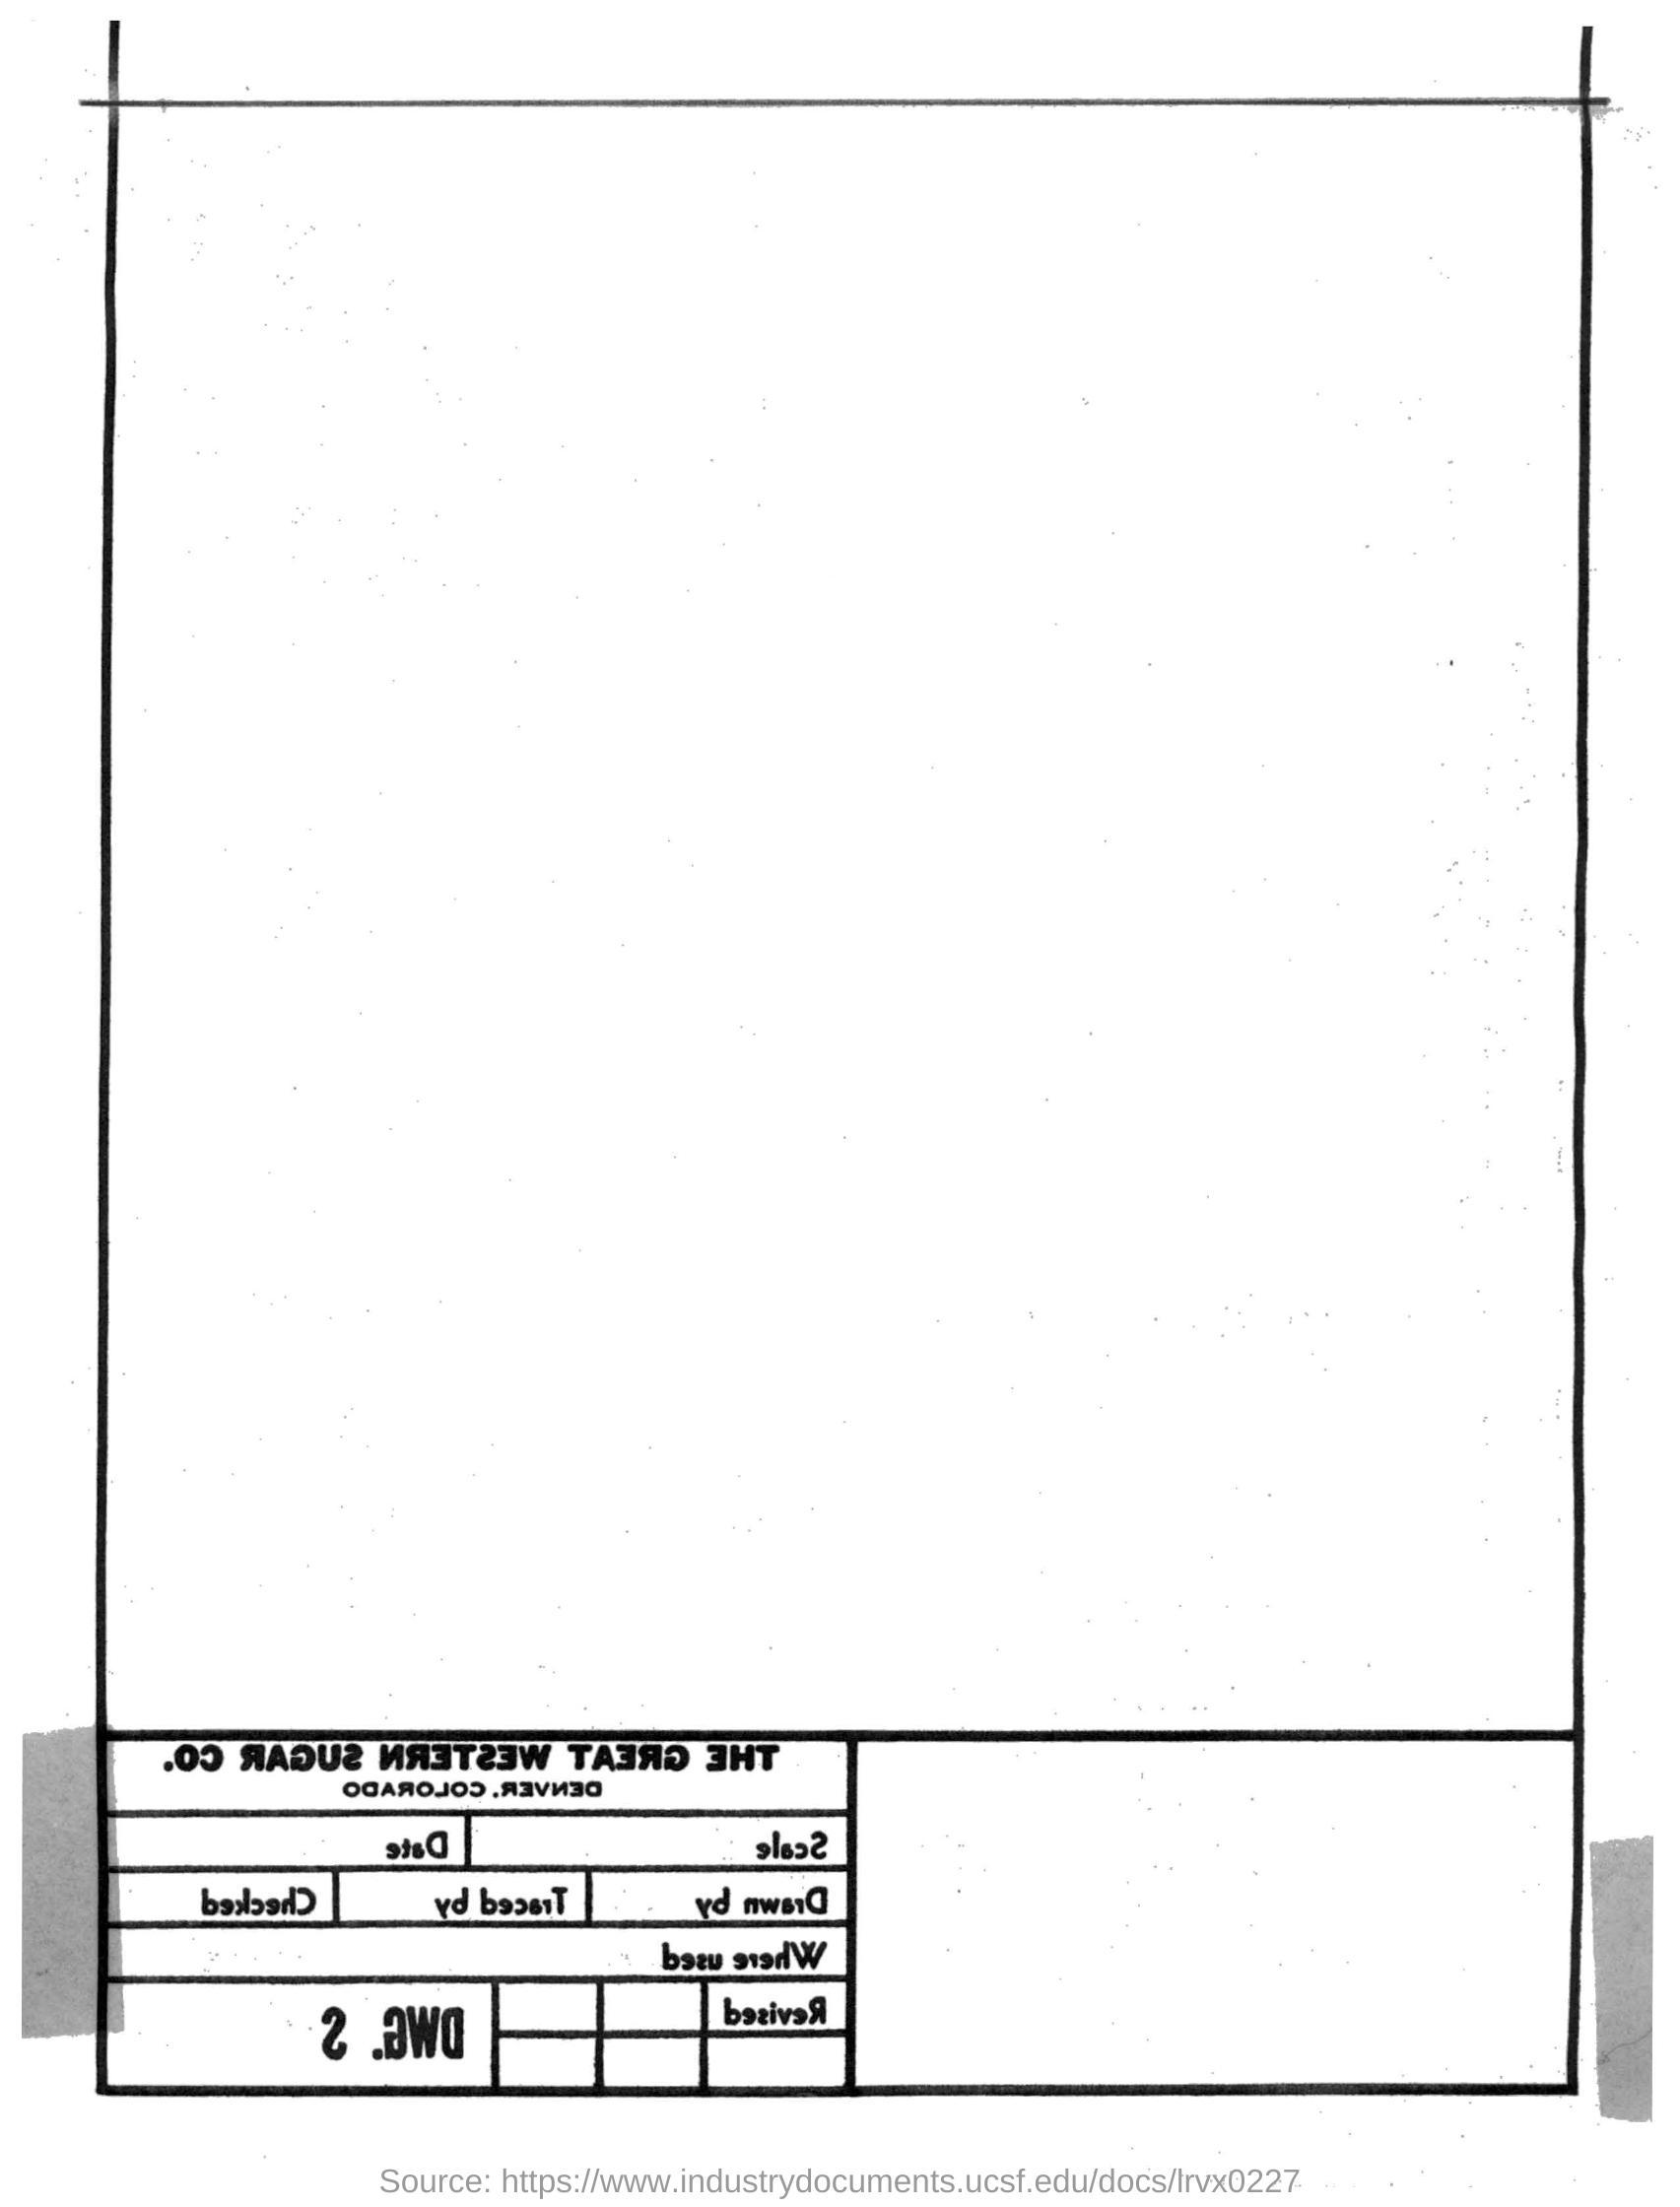 THE GREAT WESTERN SUGAR CO.
DENVER, COLORADO
Scale Date
Drawn by Traced by Checked
Where used
Revised DWG. S
Source: https://www.industrydocuments.ucsf.edu/docs/lrvx0227